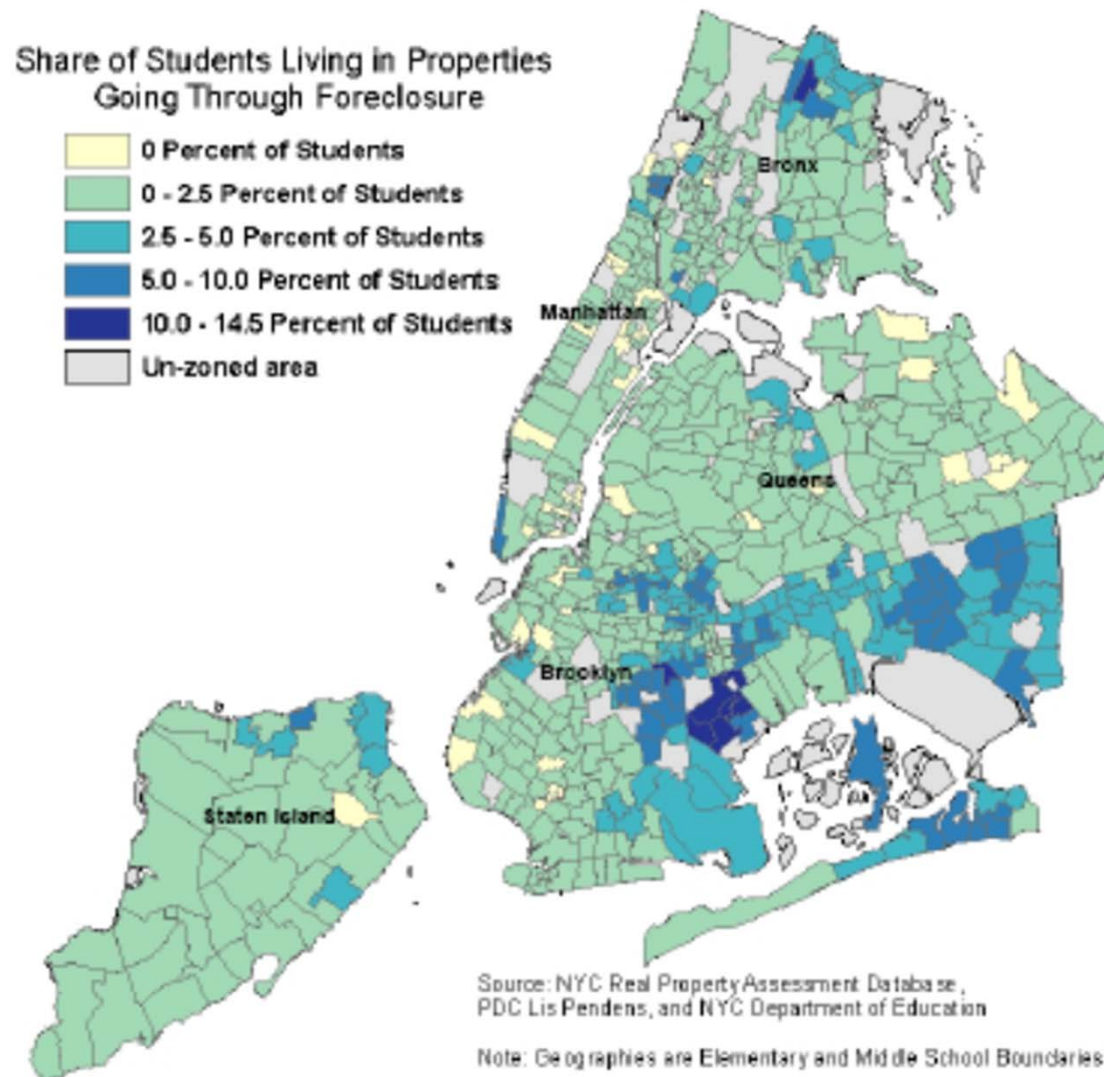 Share of Students Living in Properties
Going Through Foreclosure
0 Percent of Students
0 - 2.5 Percent of Students
2.5 - 5.0 Percent of Students
5.0 - 10.0 Percent of Students
10.0 - 14.5 Percent of Students
Un-zoned area
Bronx
Manhattan
Queens
Brooklyn
Staten Island
Source: NYC Real Property Assessment Database,
PDC Lis Pendens, and NYC Department of Education
Note: Geographies are Elementary and Middle School Boundaries